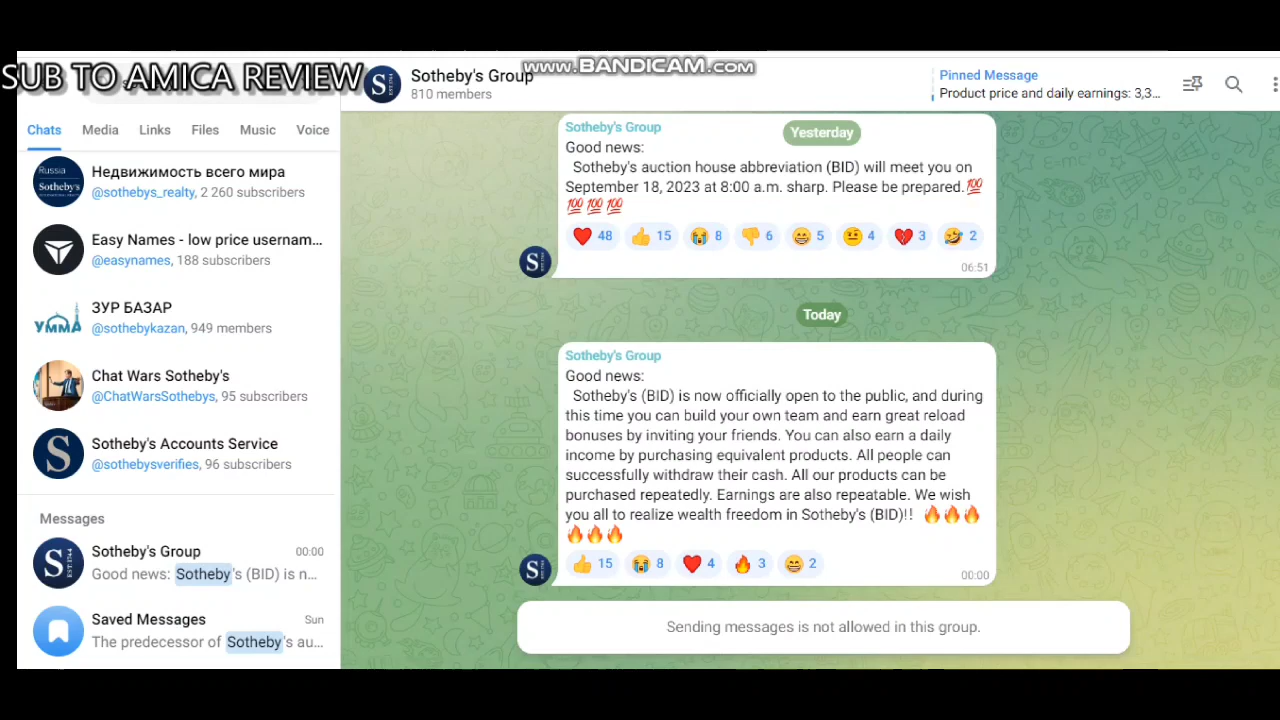 www.BANDICAM.com
SUB TO AMICA REVIEW
Chats Media Links Files Music Voice
Russia
Sotheby's
Недвижимость всего мира
@sothebys_realty, 2 260 subscribers
Easy Names - low price usernam...
@easynames, 188 subscribers
УММА
ЗУР БАЗАР
@sothebykazan, 949 members
Chat Wars Sotheby's
@ChatWarsSothebys, 95 subscribers
S
Sotheby's Accounts Service
@sothebysverifies, 96 subscribers
Messages
S EST.1744
Sotheby's Group 00:00
Good news: Sotheby's (BID) is n...
Saved Messages Sun
The predecessor of Sotheby's au...
S EST.1744
Sotheby's Group
810 members
Pinned Message
Product price and daily earnings: 3,3...
Yesterday
Sotheby's Group
Good news:
Sotheby's auction house abbreviation (BID) will meet you on
September 18, 2023 at 8:00 a.m. sharp. Please be prepared.💯
💯💯💯
❤️ 48 👍 15 😭 8 👎 6 😁 5 🤨 4 💔 3 🤣 2
06:51
Today
Sotheby's Group
Good news:
Sotheby's (BID) is now officially open to the public, and during
this time you can build your own team and earn great reload
bonuses by inviting your friends. You can also earn a daily
income by purchasing equivalent products. All people can
successfully withdraw their cash. All our products can be
purchased repeatedly. Earnings are also repeatable. We wish
you all to realize wealth freedom in Sotheby's (BID)!! 🔥🔥🔥
🔥🔥🔥
👍 15 😭 8 ❤️ 4 🔥 3 😄 2
00:00
Sending messages is not allowed in this group.